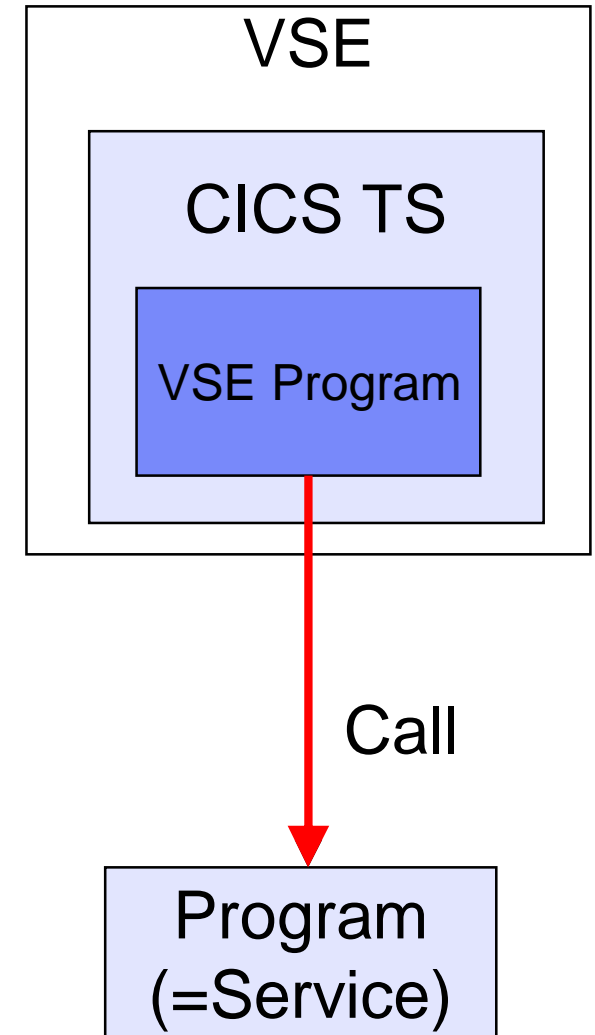 VSE
CICS TS
VSE Program
Call
Program
(=Service)